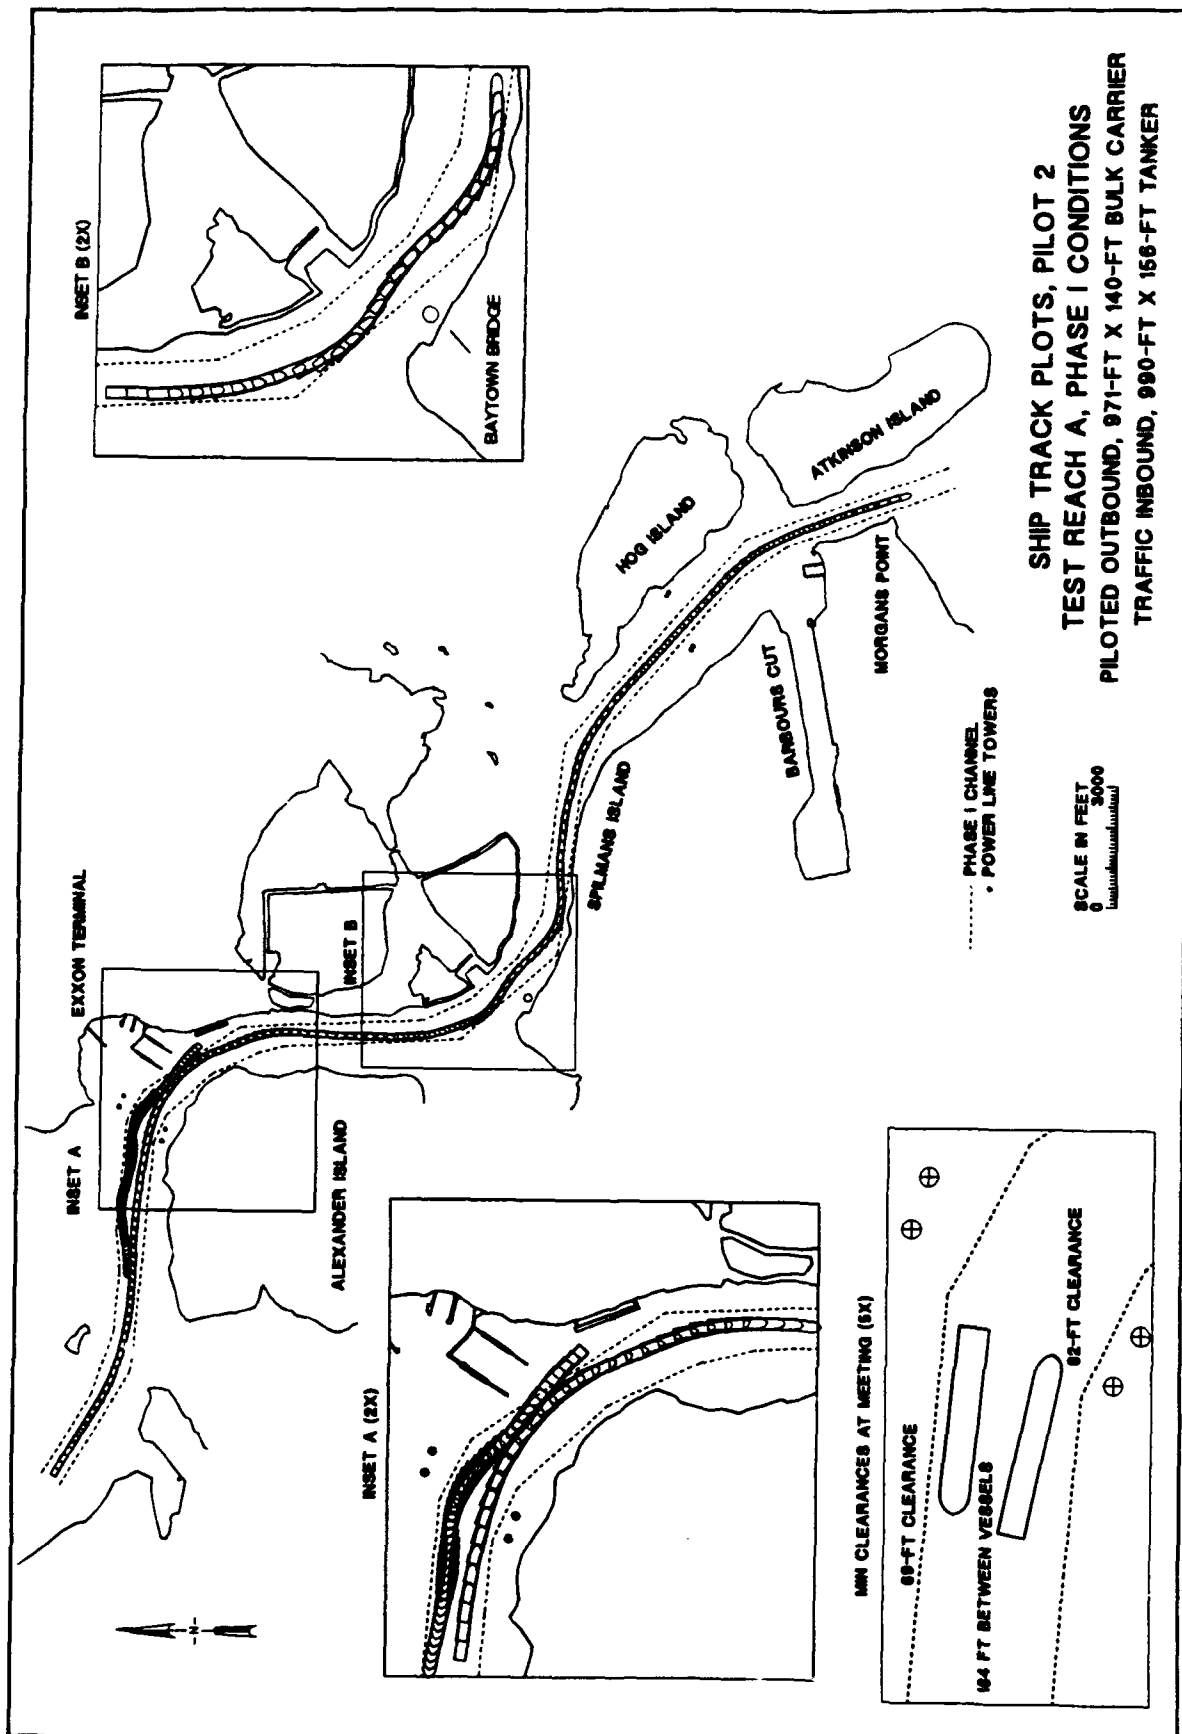 INSET B (2X)
BAYTOWN BRIDGE
EXXON TERMINAL
INSET A
INSET B
ALEXANDER ISLAND
SPILMANS ISLAND
HOG ISLAND
ATKINSON ISLAND
BARBOURS CUT
MORGANS POINT
INSET A (2X)
MIN CLEARANCES AT MEETING (5X)
69-FT CLEARANCE
164 FT BETWEEN VESSELS
82-FT CLEARANCE
N
PHASE I CHANNEL
POWER LINE TOWERS
SCALE IN FEET
0 3000
SHIP TRACK PLOTS, PILOT 2
TEST REACH A, PHASE I CONDITIONS
PILOTED OUTBOUND, 971-FT X 140-FT BULK CARRIER
TRAFFIC INBOUND, 990-FT X 156-FT TANKER